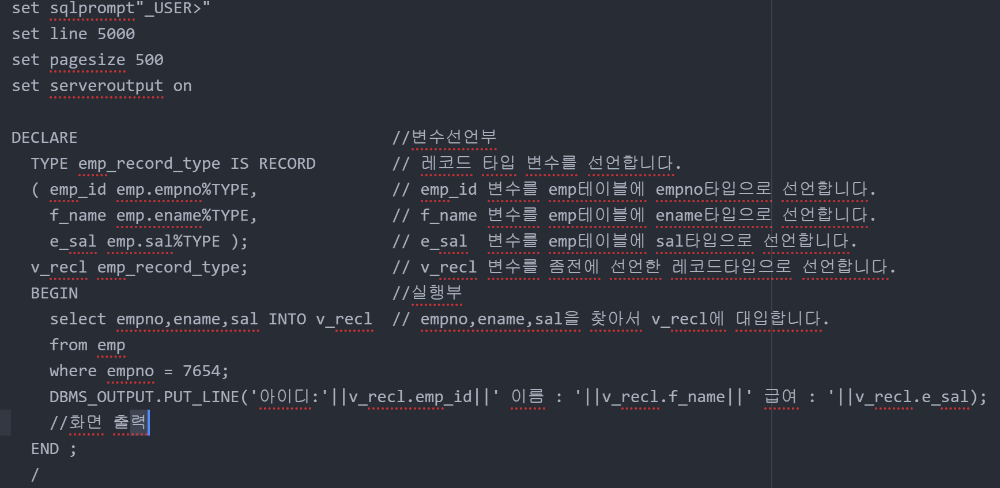 set sqlprompt"_USER>"
set line 5000
set pagesize 500
set serveroutput on
DECLARE                                 //변수선언부
  TYPE emp_record_type IS RECORD        // 레코드 타입 변수를 선언합니다.
  ( emp_id emp.empno%TYPE,              // emp_id 변수를 emp테이블에 empno타입으로 선언합니다.
    f_name emp.ename%TYPE,              // f_name 변수를 emp테이블에 ename타입으로 선언합니다.
    e_sal emp.sal%TYPE );               // e_sal  변수를 emp테이블에 sal타입으로 선언합니다.
  v_recl emp_record_type;               // v_recl 변수를 좀전에 선언한 레코드타입으로 선언합니다.
  BEGIN                                 //실행부
    select empno,ename,sal INTO v_recl  // empno,ename,sal을 찾아서 v_recl에 대입합니다.
    from emp
    where empno = 7654;
    DBMS_OUTPUT.PUT_LINE('아이디:'||v_recl.emp_id||' 이름 : '||v_recl.f_name||' 급여 : '||v_recl.e_sal);
    //화면 출력
  END ;
  /